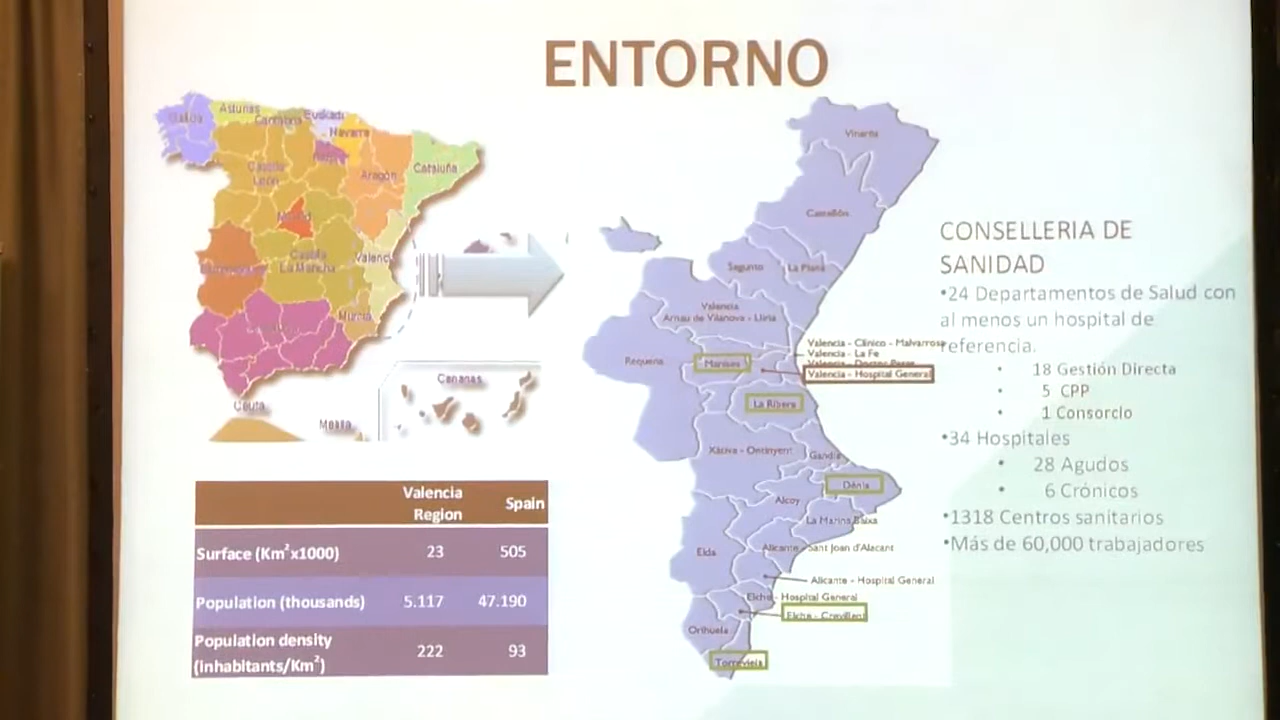 ENTORNO
Galicia
Asturias
Cantabria
Euskadi
Navarra
Castilla
León
Aragón
Cataluña
Madrid
Castilla
La Mancha
Valenc
Extremadura
Murcia
Ceuta
Melilla
Canarias
Vinaròs
Castellón
Sagunto
La Plana
Valencia
Arnau de Vilanova - Llíria
Requena
Manises
Valencia - Clínico - Malvarrosa
Valencia - La Fe
Valencia - Doctor Peset
Valencia - Hospital General
La Ribera
Xàtiva - Ontinyent
Gandia
Dénia
Alcoy
La Marina Baixa
Elda
Alicante - Sant Joan d'Alacant
Alicante - Hospital General
Elche - Hospital General
Elche - Crevillent
Orihuela
Torrevieja
CONSELLERIA DE
SANIDAD
•24 Departamentos de Salud con
al menos un hospital de
referencia.
• 18 Gestión Directa
• 5 CPP
• 1 Consorcio
•34 Hospitales
• 28 Agudos
• 6 Crónicos
•1318 Centros sanitarios
•Más de 60,000 trabajadores
Valencia Spain
Region
Surface (Km²x1000) 23 505
Population (thousands) 5.117 47.190
Population density 222 93
(inhabitants/Km²)